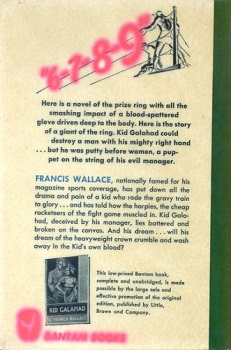 "6-7-8-9"
Here is a novel of the prize ring with all the
smashing impact of a blood-spattered
glove driven deep to the body. Here is the story
of a giant of the ring. Kid Galahad could
destroy a man with his mighty right hand
. . . but he was putty before women, a pup-
pet on the string of his evil manager.
FRANCIS WALLACE, nationally famed for his
magazine sports coverage, has put down all the
drama and pain of a kid who rode the gravy train
to glory . . . and has told how the harpies, the cheap
racketeers of the fight game muscled in. Kid Gala-
had, deceived by his manager, lies battered and
broken on the canvas. And his dream . . . will his
dream of the heavyweight crown crumble and wash
away in the Kid's own blood?
KID GALAHAD
By FRANCIS WALLACE
This low-priced Bantam book,
complete and unabridged, is made
possible by the large sale and
effective promotion of the original
edition, published by Little,
Brown and Company.
BANTAM BOOKS